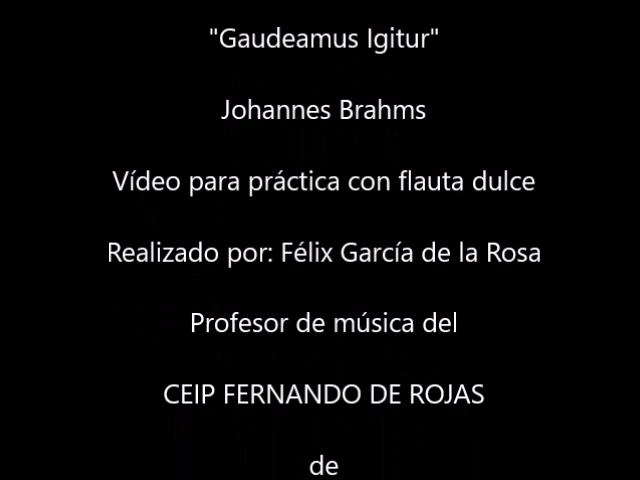 "Gaudeamus Igitur"
Johannes Brahms
Vídeo para práctica con flauta dulce
Realizado por: Félix García de la Rosa
Profesor de música del
CEIP FERNANDO DE ROJAS
de